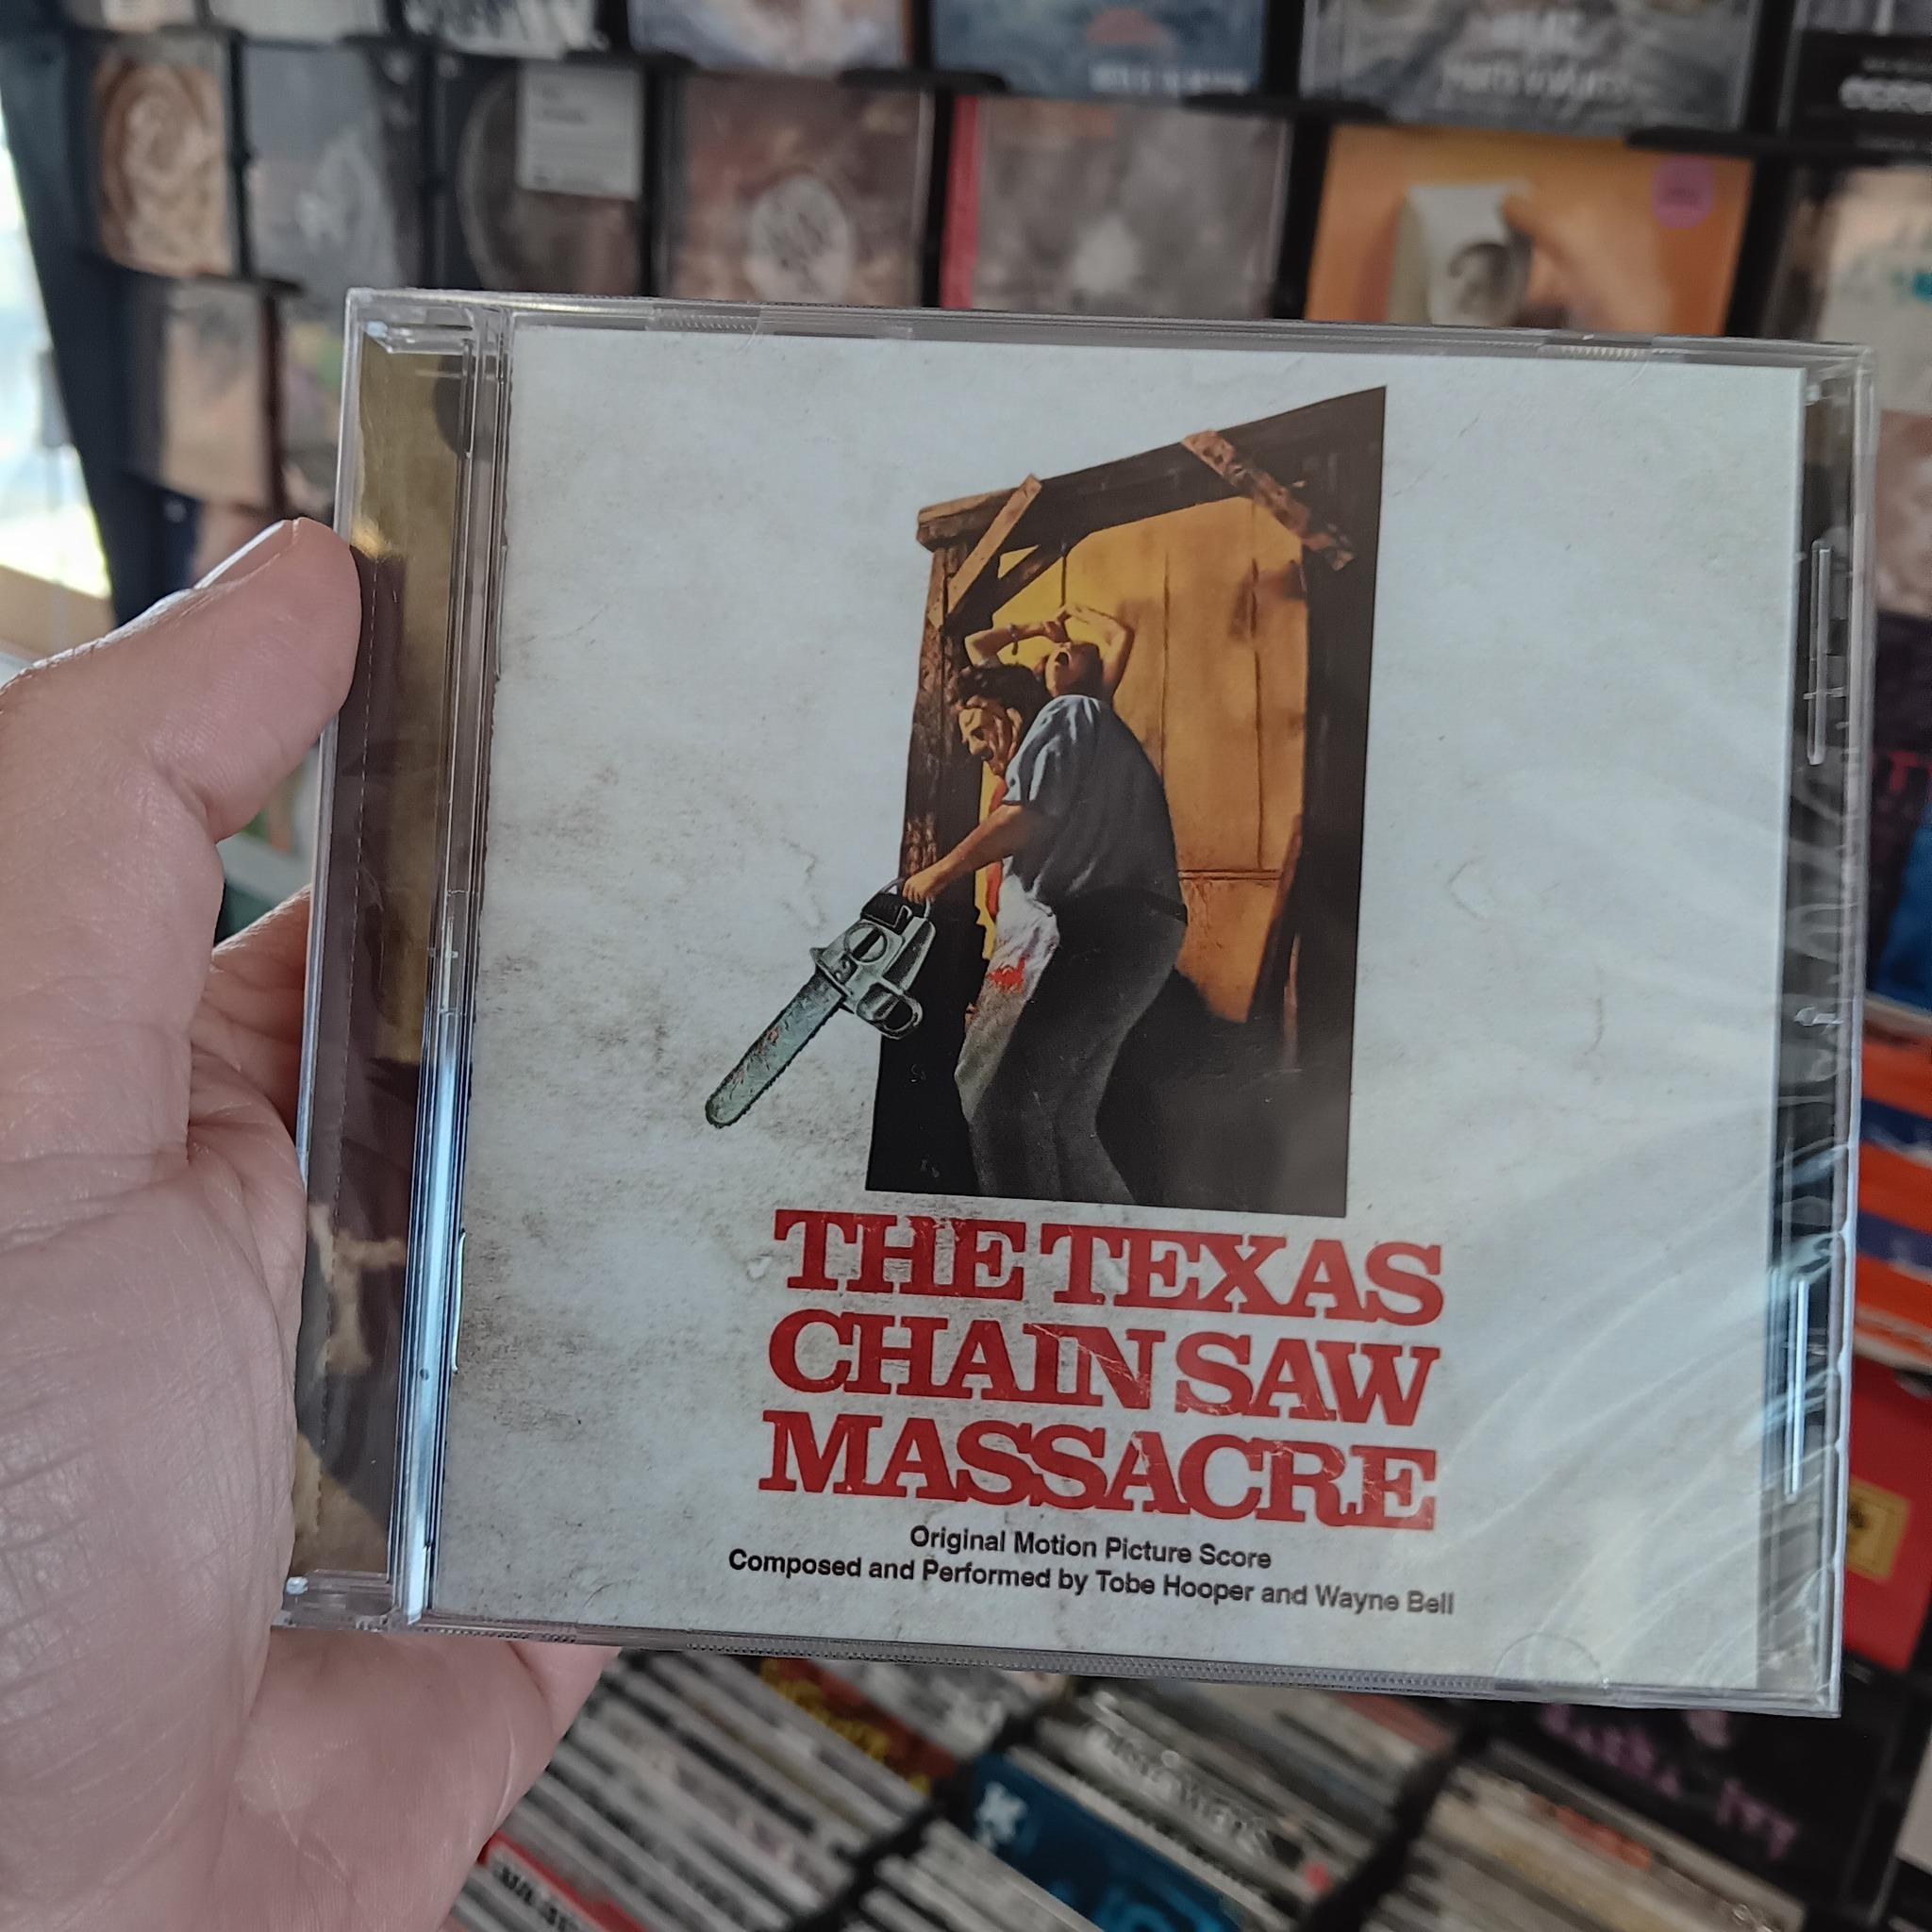 THE TEXAS
CHAIN SAW
MASSACRE
Original Motion Picture Score
Composed and Performed by Tobe Hooper and Wayne Bell